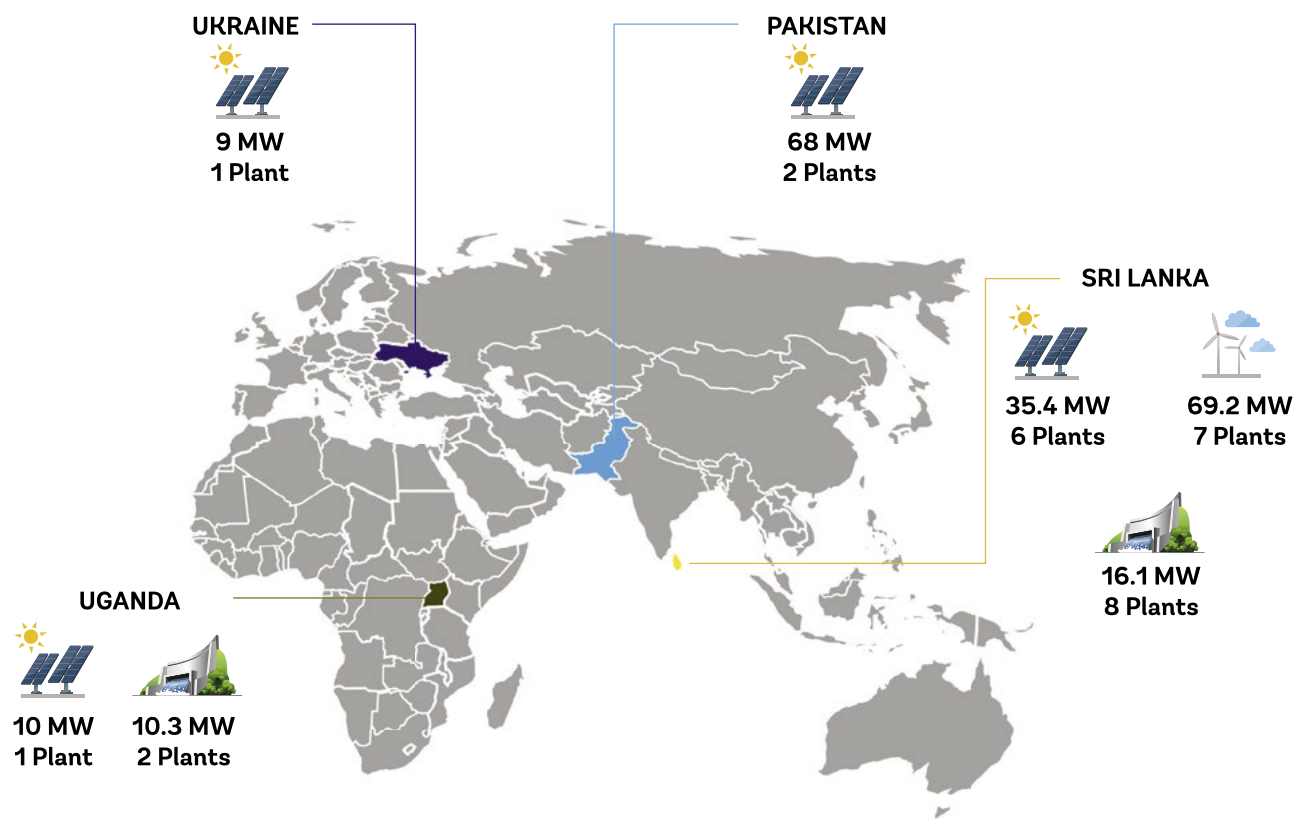 UKRAINE
9 MW
1 Plant
PAKISTAN
68 MW
2 Plants
SRI LANKA
35.4 MW
6 Plants
69.2 MW
7 Plants
16.1 MW
8 Plants
UGANDA
10 MW
1 Plant
10.3 MW
2 Plants